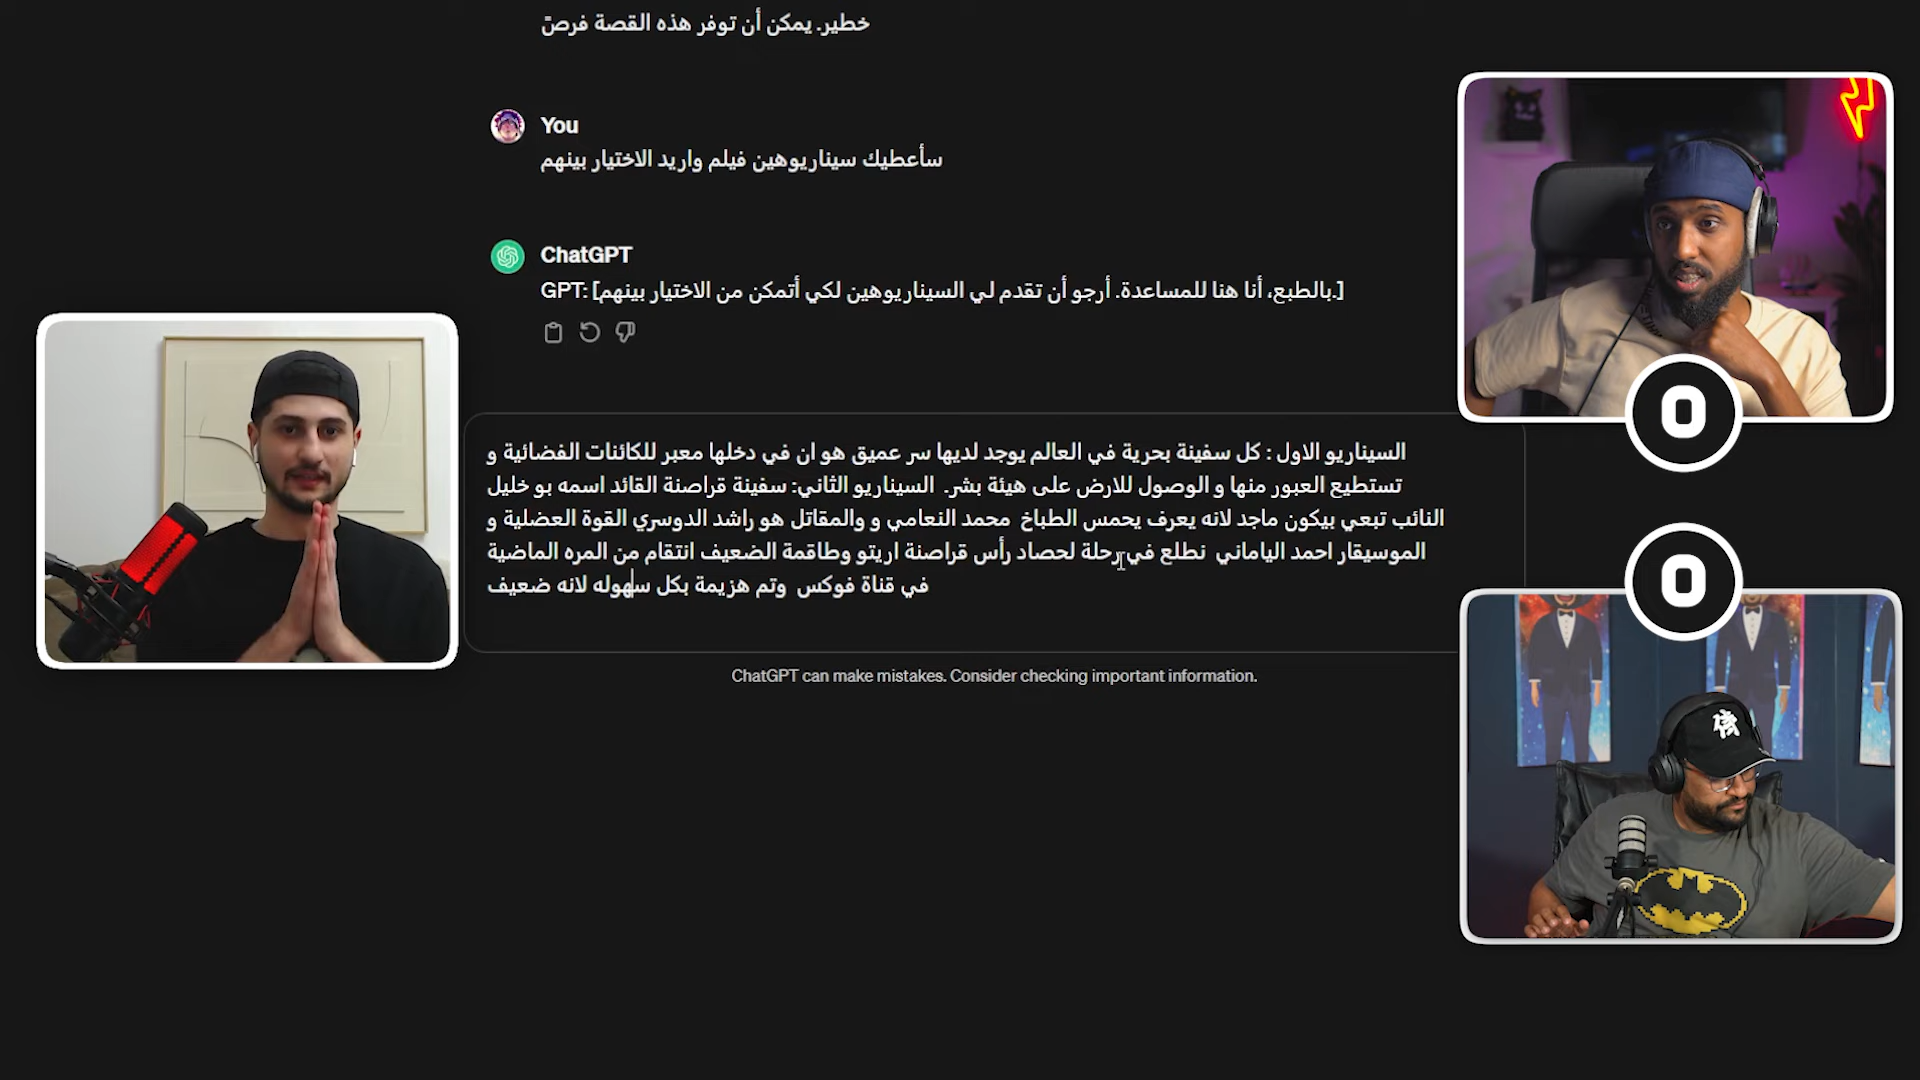 خطير. يمكن أن توفر هذه القصة فرصً
You
سأعطيك سيناريوهين فيلم واريد الاختيار بينهم
ChatGPT
GPT: [بالطبع، أنا هنا للمساعدة. أرجو أن تقدم لي السيناريوهين لكي أتمكن من الاختيار بينهم.]
السيناريو الاول : كل سفينة بحرية في العالم يوجد لديها سر عميق هو ان في دخلها معبر للكائنات الفضائية و
تستطيع العبور منها و الوصول للارض على هيئة بشر. السيناريو الثاني: سفينة قراصنة القائد اسمه بو خليل
النائب تبعي بيكون ماجد لانه يعرف يحمس الطباخ محمد النعامي و والمقاتل هو راشد الدوسري القوة العضلية و
الموسيقار احمد الياماني نطلع في رحلة لحصاد رأس قراصنة اريتو وطاقمة الضعيف انتقام من المره الماضية
في قناة فوكس وتم هزيمة بكل سهوله لانه ضعيف
ChatGPT can make mistakes. Consider checking important information.
0
0